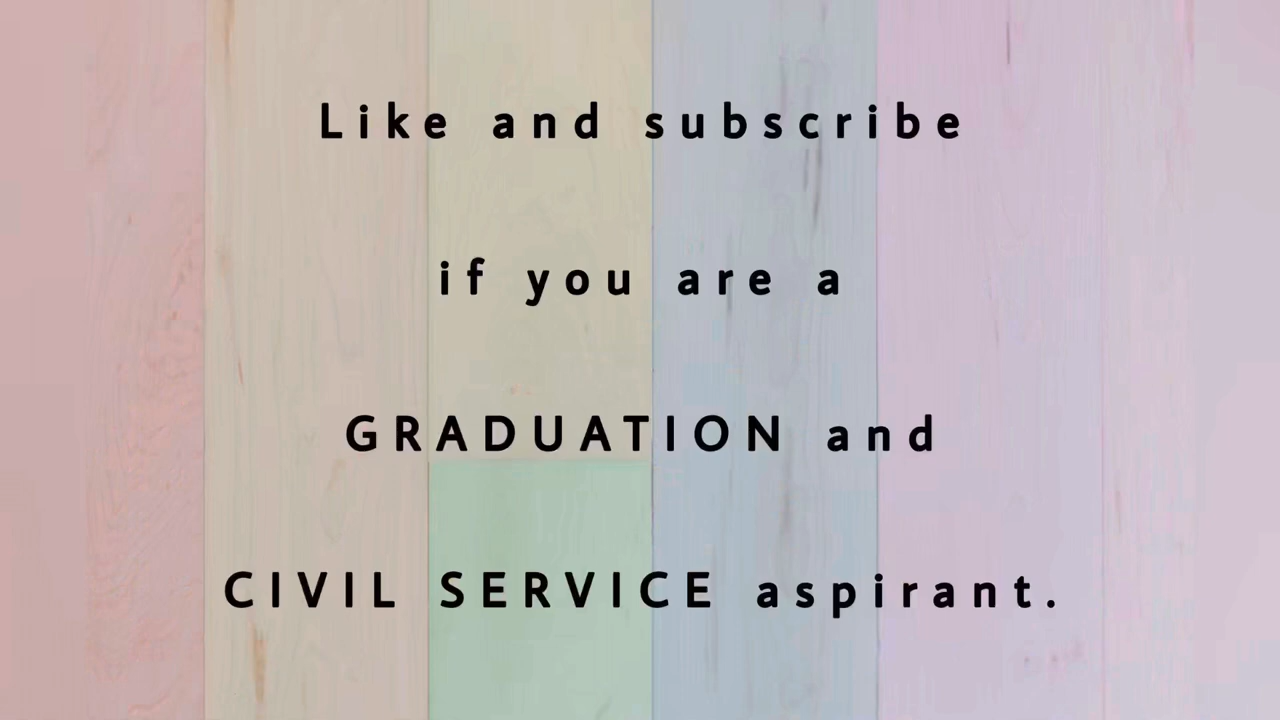 Like and subscribe
if you are a
GRADUATION and
CIVIL SERVICE aspirant.